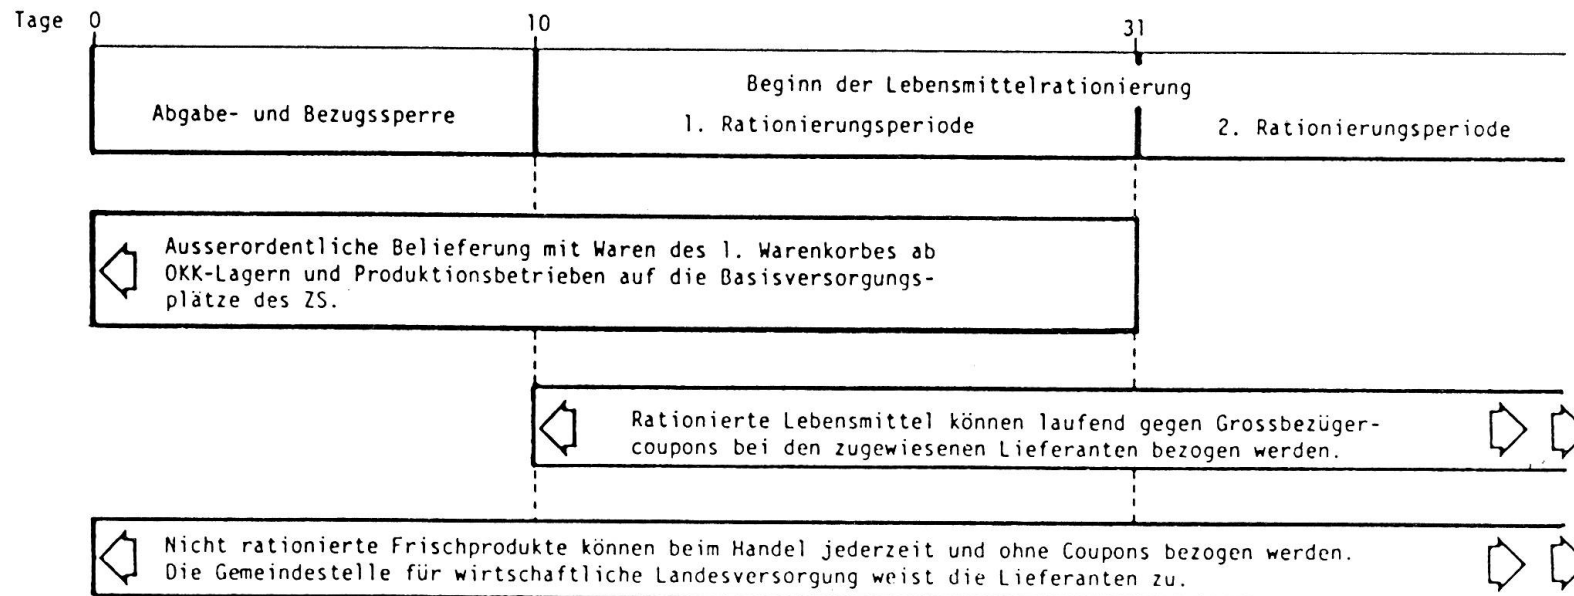 Tage 0 10 31
Beginn der Lebensmittelrationierung
Abgabe- und Bezugssperre
1. Rationierungsperiode
2. Rationierungsperiode
Ausserordentliche Belieferung mit Waren des 1. Warenkorbes ab
OKK-Lagern und Produktionsbetrieben auf die Basisversorgungs-
plätze des ZS.
Rationierte Lebensmittel können laufend gegen Grossbezüger-
coupons bei den zugewiesenen Lieferanten bezogen werden.
Nicht rationierte Frischprodukte können beim Handel jederzeit und ohne Coupons bezogen werden.
Die Gemeindestelle für wirtschaftliche Landesversorgung weist die Lieferanten zu.